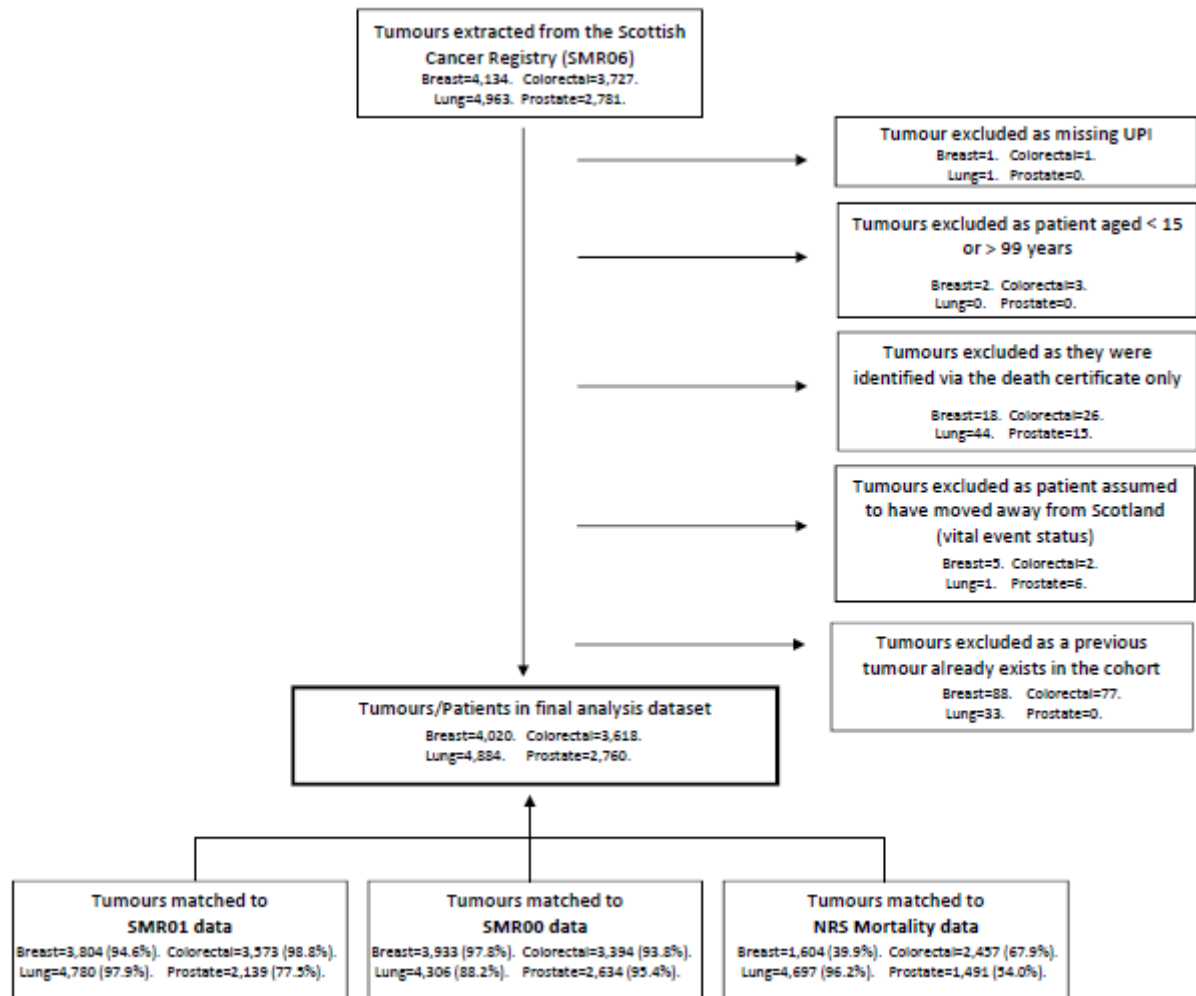 Tumours extracted from the Scottish
Cancer Registry (SMR06)
Breast=4,134. Colorectal=3,727.
Lung=4,963. Prostate=2,781.
Tumour excluded as missing UPI
Breast=1. Colorectal=1.
Lung=1. Prostate=0.
Tumours excluded as patient aged < 15
or > 99 years
Breast=2. Colorectal=3.
Lung=0. Prostate=0.
Tumours excluded as they were
identified via the death certificate only
Breast=18. Colorectal=26.
Lung=44. Prostate=15.
Tumours excluded as patient assumed
to have moved away from Scotland
(vital event status)
Breast=5. Colorectal=2.
Lung=1. Prostate=6.
Tumours excluded as a previous
tumour already exists in the cohort
Breast=88. Colorectal=77.
Lung=33. Prostate=0.
Tumours/Patients in final analysis dataset
Breast=4,020. Colorectal=3,618.
Lung=4,884. Prostate=2,760.
Tumours matched to
SMR01 data
Breast=3,804 (94.6%). Colorectal=3,573 (98.8%).
Lung=4,780 (97.9%). Prostate=2,139 (77.5%).
Tumours matched to
SMR00 data
Breast=3,933 (97.8%). Colorectal=3,394 (93.8%).
Lung=4,306 (88.2%). Prostate=2,634 (95.4%).
Tumours matched to
NRS Mortality data
Breast=1,604 (39.9%). Colorectal=2,457 (67.9%).
Lung=4,697 (96.2%). Prostate=1,491 (54.0%).